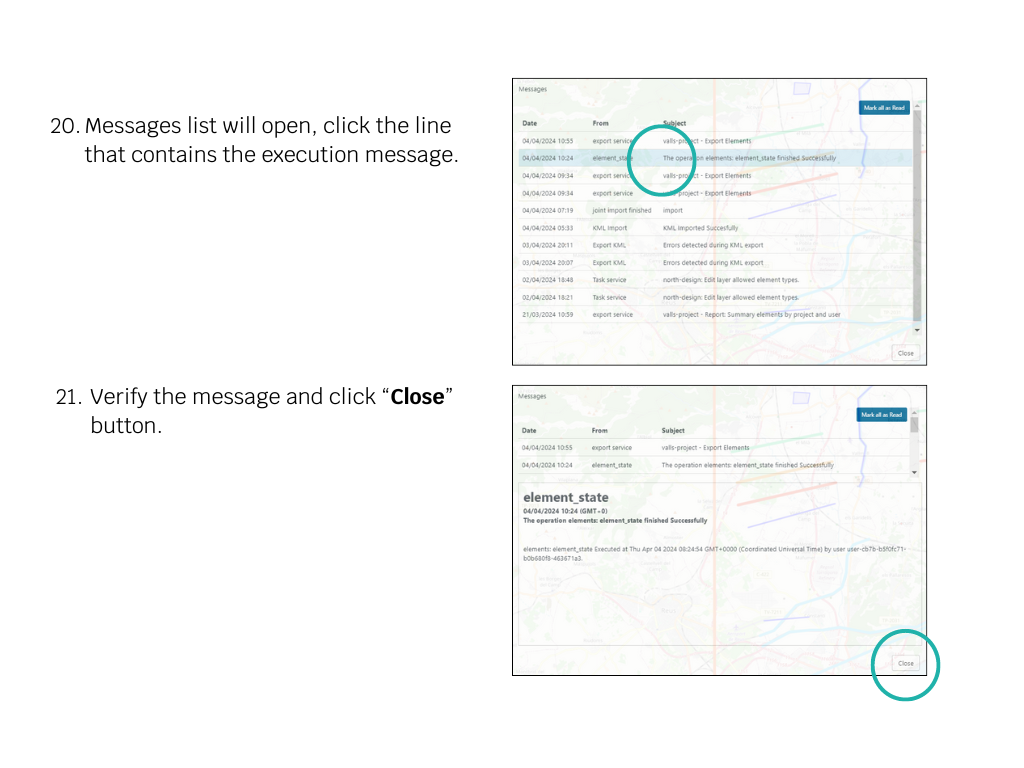 20. Messages list will open, click the line
that contains the execution message.
Messages
Mark all as Read
Date From Subject
04/04/2024 10:55 export service valls-project - Export Elements
04/04/2024 10:24 element_state The operation elements: element_state finished Successfully
04/04/2024 09:34 export service valls-project - Export Elements
04/04/2024 09:34 export service valls-project - Export Elements
04/04/2024 07:19 joint import finished import
04/04/2024 05:33 KML Import KML Imported Succesfully
03/04/2024 20:11 Export KML Errors detected during KML export
03/04/2024 20:07 Export KML Errors detected during KML export
02/04/2024 18:48 Task service north-design: Edit layer allowed element types.
02/04/2024 18:21 Task service north-design: Edit layer allowed element types.
21/03/2024 10:59 export service valls-project - Report: Summary elements by project and user
Close
21. Verify the message and click “Close”
button.
Messages
Mark all as Read
Date From Subject
04/04/2024 10:55 export service valls-project - Export Elements
04/04/2024 10:24 element_state The operation elements: element_state finished Successfully
element_state
04/04/2024 10:24 (GMT+0)
The operation elements: element_state finished Successfully
elements: element_state Executed at Thu Apr 04 2024 08:24:54 GMT+0000 (Coordinated Universal Time) by user
Close